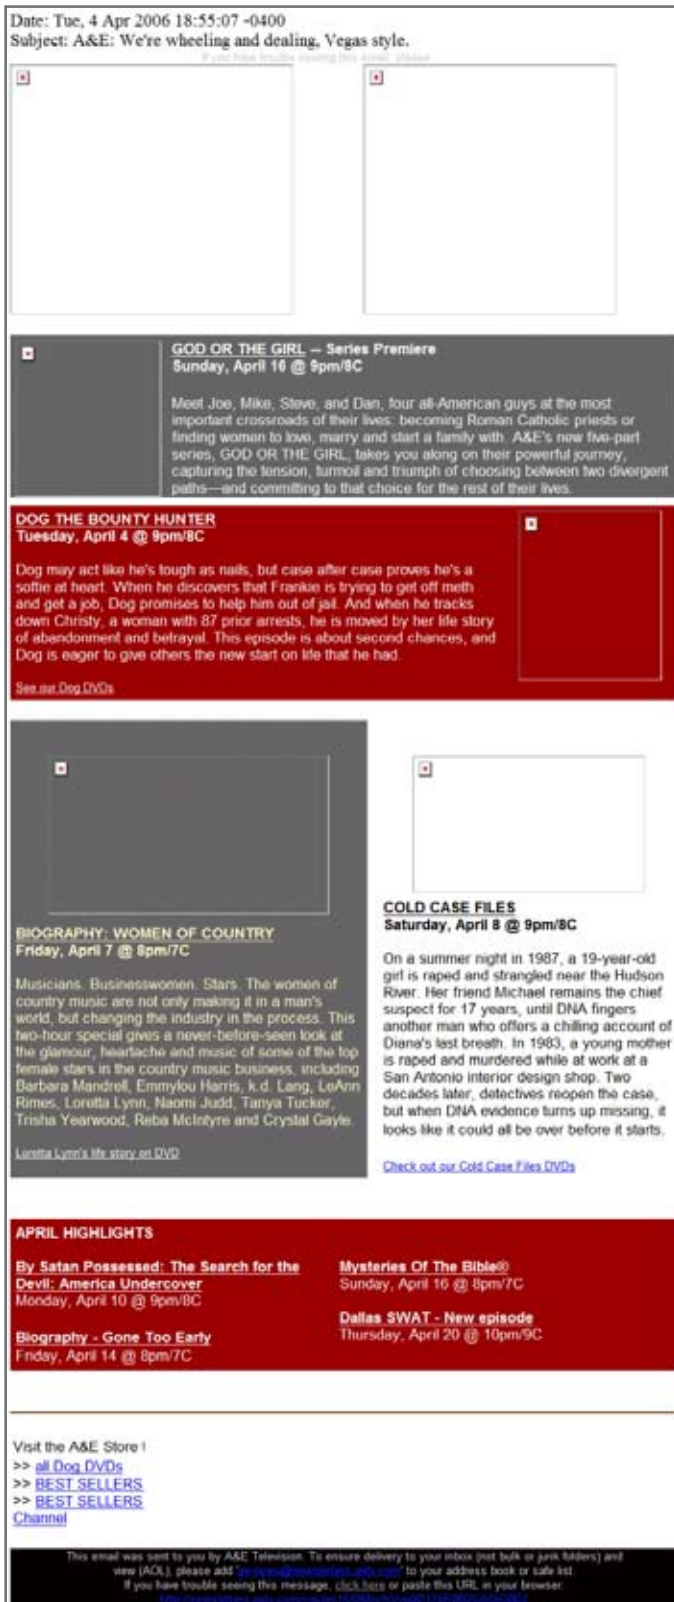 Date: Tue, 4 Apr 2006 18:55:07 -0400
Subject: A&E: We're wheeling and dealing, Vegas style.
If you have trouble viewing this email, please
GOD OR THE GIRL -- Series Premiere
Sunday, April 16 @ 9pm/8C
Meet Joe, Mike, Steve, and Dan, four all-American guys at the most
important crossroads of their lives: becoming Roman Catholic priests or
finding women to love, marry and start a family with. A&E's new five-part
series, GOD OR THE GIRL, takes you along on their powerful journey,
capturing the tension, turmoil and triumph of choosing between two divergent
paths—and committing to that choice for the rest of their lives.
DOG THE BOUNTY HUNTER
Tuesday, April 4 @ 9pm/8C
Dog may act like he's tough as nails, but case after case proves he's a
softie at heart. When he discovers that Frankie is trying to get off meth
and get a job, Dog promises to help him out of jail. And when he tracks
down Christy, a woman with 87 prior arrests, he is moved by her life story
of abandonment and betrayal. This episode is about second chances, and
Dog is eager to give others the new start on life that he had.
See our Dog DVDs
BIOGRAPHY: WOMEN OF COUNTRY
Friday, April 7 @ 8pm/7C
Musicians. Businesswomen. Stars. The women of
country music are not only making it in a man's
world, but changing the industry in the process. This
two-hour special gives a never-before-seen look at
the glamour, heartache and music of some of the top
female stars in the country music business, including
Barbara Mandrell, Emmylou Harris, k.d. Lang, LeAnn
Rimes, Loretta Lynn, Naomi Judd, Tanya Tucker,
Trisha Yearwood, Reba McIntyre and Crystal Gayle.
Loretta Lynn's life story on DVD
COLD CASE FILES
Saturday, April 8 @ 9pm/8C
On a summer night in 1987, a 19-year-old
girl is raped and strangled near the Hudson
River. Her friend Michael remains the chief
suspect for 17 years, until DNA fingers
another man who offers a chilling account of
Diana's last breath. In 1983, a young mother
is raped and murdered while at work at a
San Antonio interior design shop. Two
decades later, detectives reopen the case,
but when DNA evidence turns up missing, it
looks like it could all be over before it starts.
Check out our Cold Case Files DVDs
APRIL HIGHLIGHTS
By Satan Possessed: The Search for the
Devil: America Undercover
Monday, April 10 @ 9pm/8C
Biography - Gone Too Early
Friday, April 14 @ 8pm/7C
Mysteries Of The Bible®
Sunday, April 16 @ 8pm/7C
Dallas SWAT - New episode
Thursday, April 20 @ 10pm/9C
Visit the A&E Store !
>> all Dog DVDs
>> BEST SELLERS
>> BEST SELLERS
Channel
This email was sent to you by A&E Television. To ensure delivery to your inbox (not bulk or junk folders) and
view (AOL), please add to your address book or safe list.
If you have trouble seeing this message, click here or paste this URL in your browser: